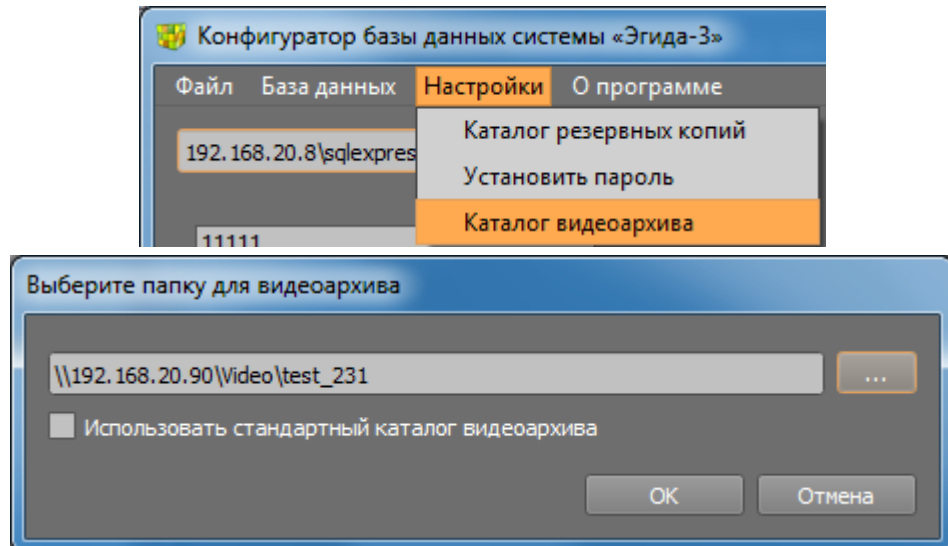 Конфигуратор базы данных системы «Эгида-3»
Файл База данных Настройки О программе
Каталог резервных копий
192.168.20.8\sqlexpres
Установить пароль
Каталог видеоархива
11111
Выберите папку для видеоархива
\\192.168.20.90\Video\test_231 ...
Использовать стандартный каталог видеоархива
OK Отмена